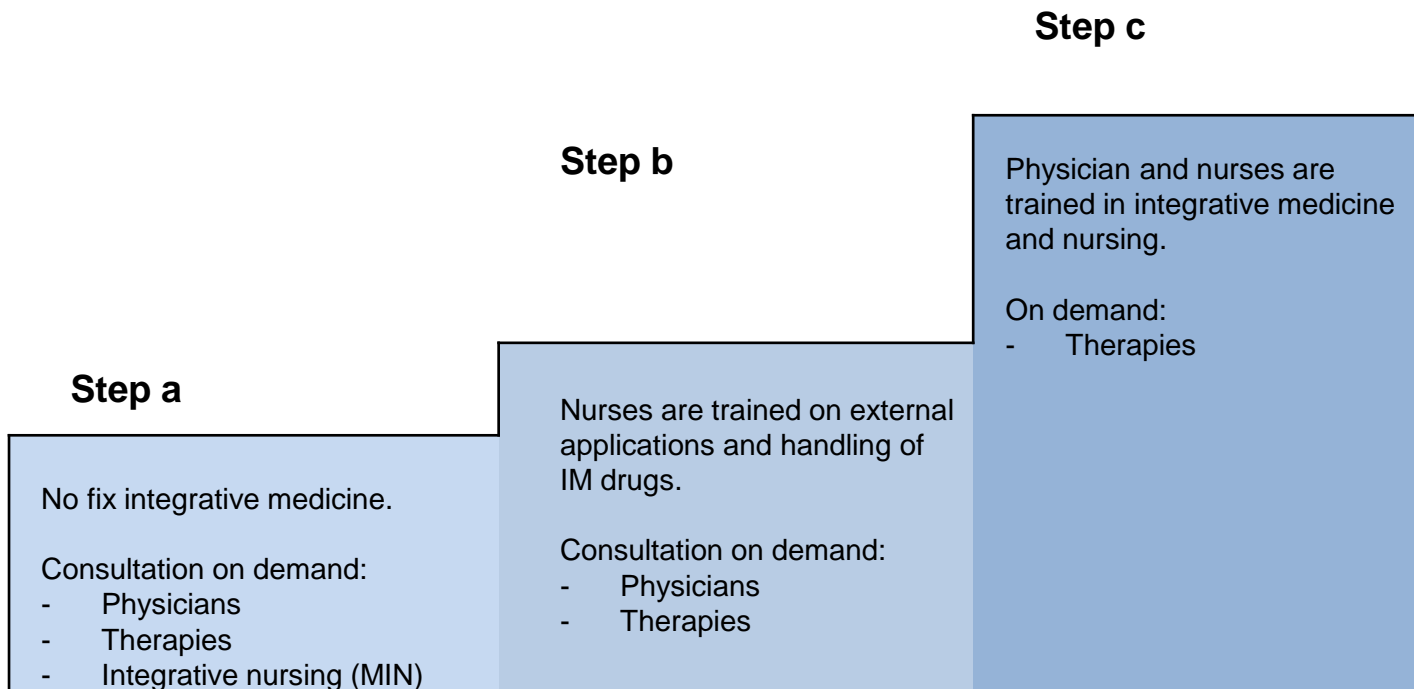 Step a
No fix integrative medicine.
Consultation on demand:
- Physicians
- Therapies
- Integrative nursing (MIN)
Step b
Nurses are trained on external
applications and handling of
IM drugs.
Consultation on demand:
- Physicians
- Therapies
Step c
Physician and nurses are
trained in integrative medicine
and nursing.
On demand:
- Therapies